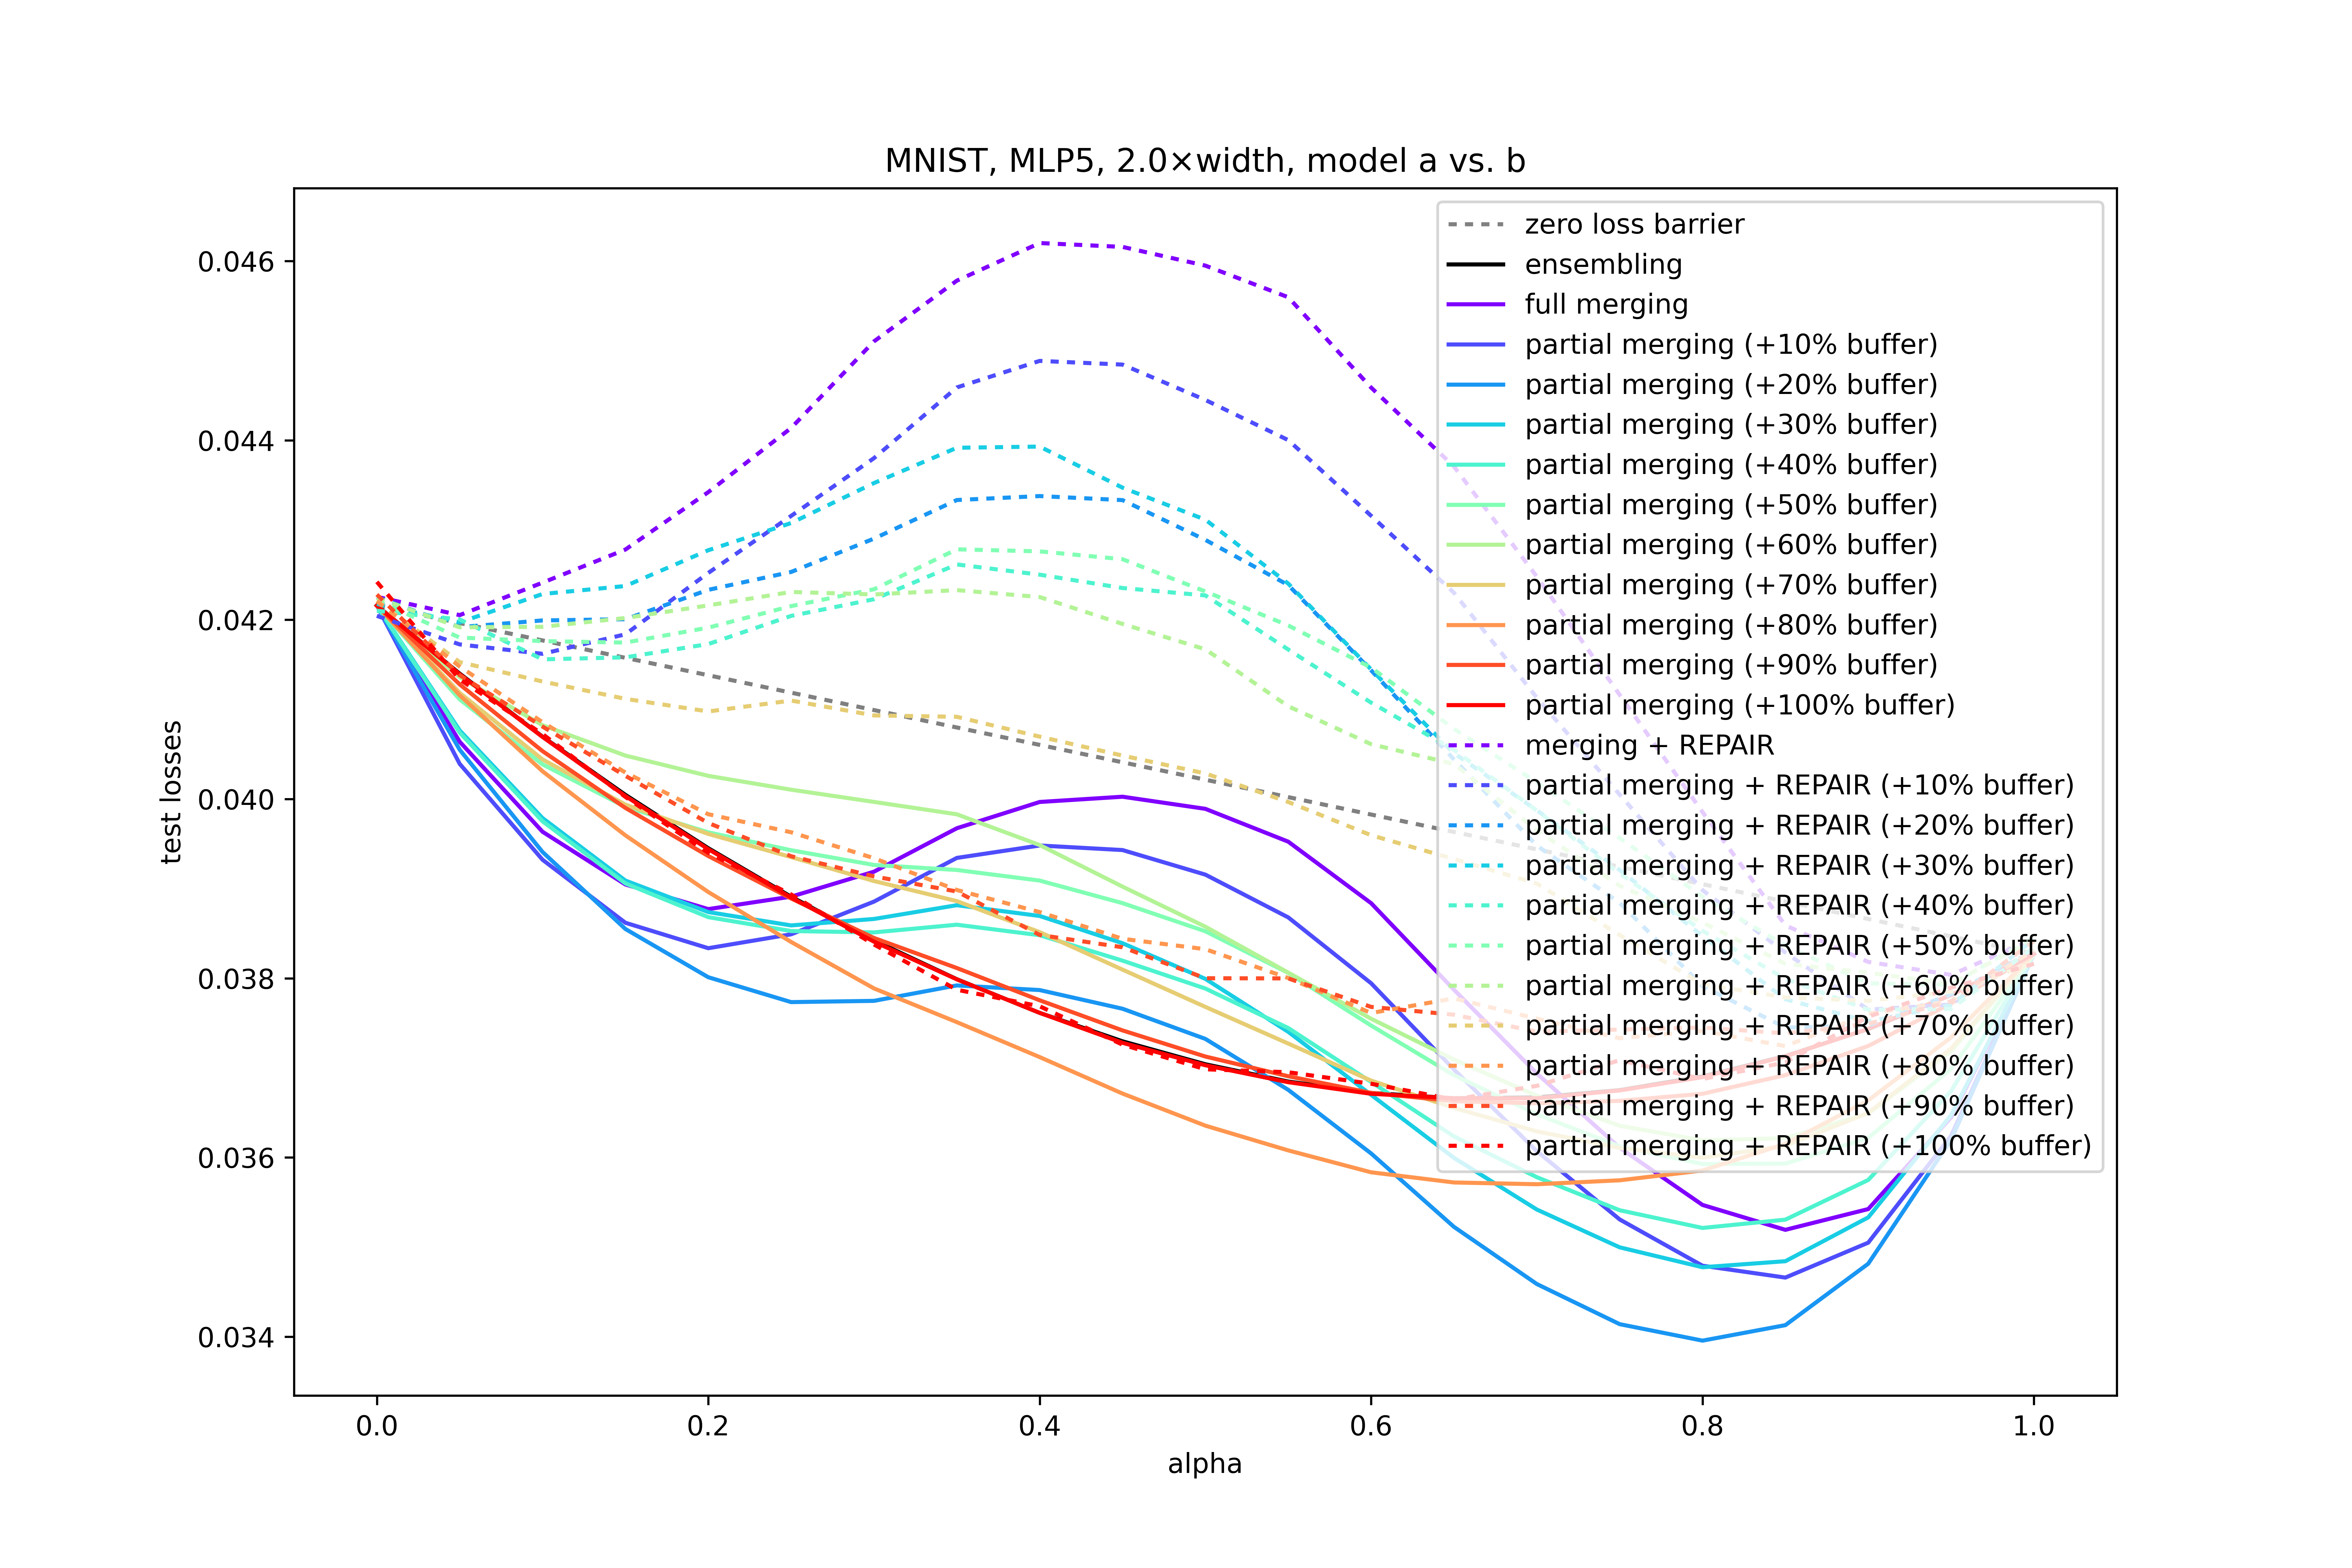 MNIST, MLP5, 2.0×width, model a vs. b
zero loss barrier
ensembling
full merging
partial merging (+10% buffer)
partial merging (+20% buffer)
partial merging (+30% buffer)
partial merging (+40% buffer)
partial merging (+50% buffer)
partial merging (+60% buffer)
partial merging (+70% buffer)
partial merging (+80% buffer)
partial merging (+90% buffer)
partial merging (+100% buffer)
merging + REPAIR
partial merging + REPAIR (+10% buffer)
partial merging + REPAIR (+20% buffer)
partial merging + REPAIR (+30% buffer)
partial merging + REPAIR (+40% buffer)
partial merging + REPAIR (+50% buffer)
partial merging + REPAIR (+60% buffer)
partial merging + REPAIR (+70% buffer)
partial merging + REPAIR (+80% buffer)
partial merging + REPAIR (+90% buffer)
partial merging + REPAIR (+100% buffer)
test losses
0.046
0.044
0.042
0.040
0.038
0.036
0.034
0.0 0.2 0.4 0.6 0.8 1.0
alpha